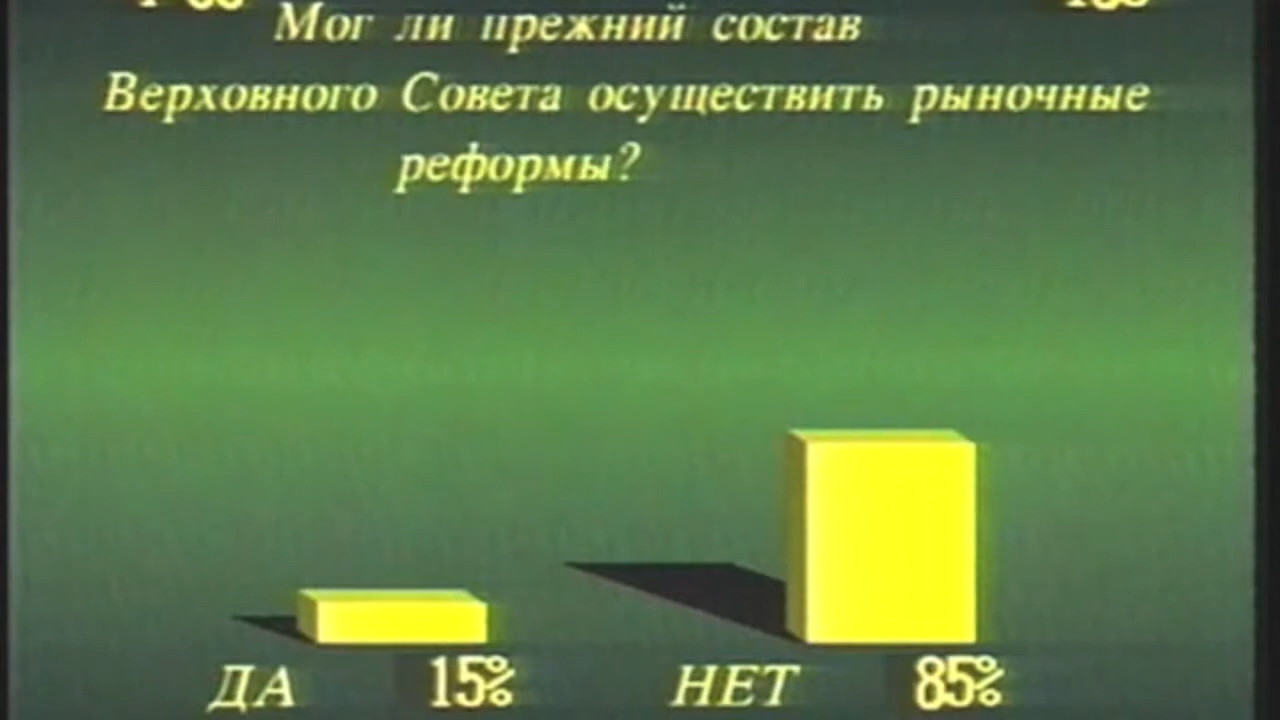 Мог ли прежний состав
Верховного Совета осуществить рыночные
реформы?
ДА 15% НЕТ 85%